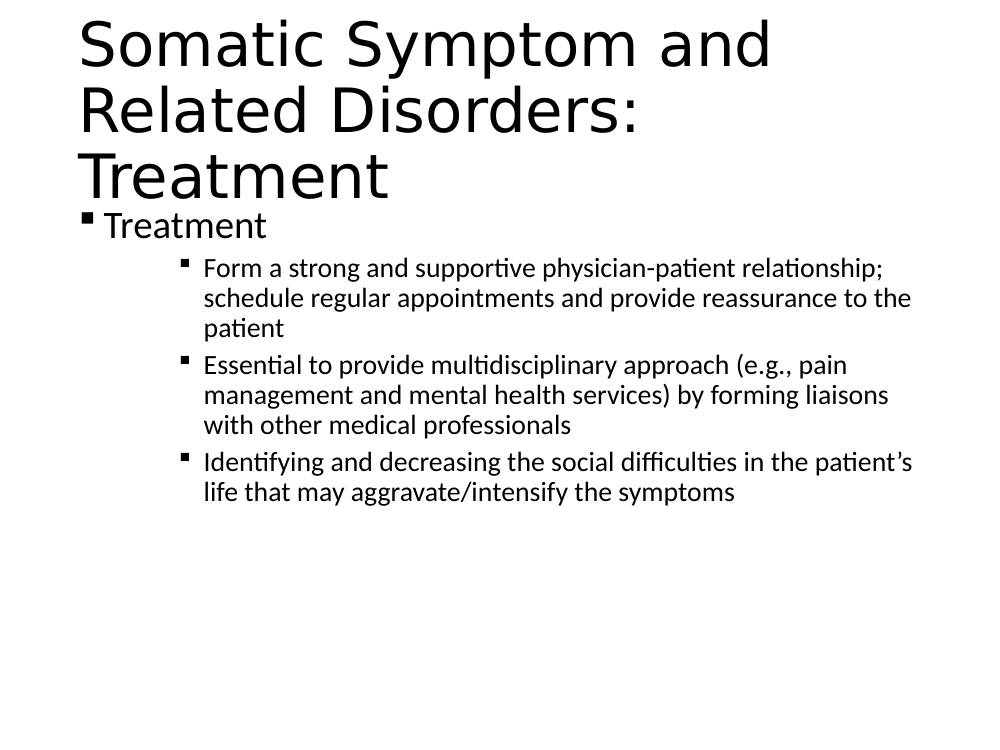 Somatic Symptom and
Related Disorders:
Treatment
▪ Treatment
▪ Form a strong and supportive physician-patient relationship;
schedule regular appointments and provide reassurance to the
patient
▪ Essential to provide multidisciplinary approach (e.g., pain
management and mental health services) by forming liaisons
with other medical professionals
▪ Identifying and decreasing the social difficulties in the patient’s
life that may aggravate/intensify the symptoms